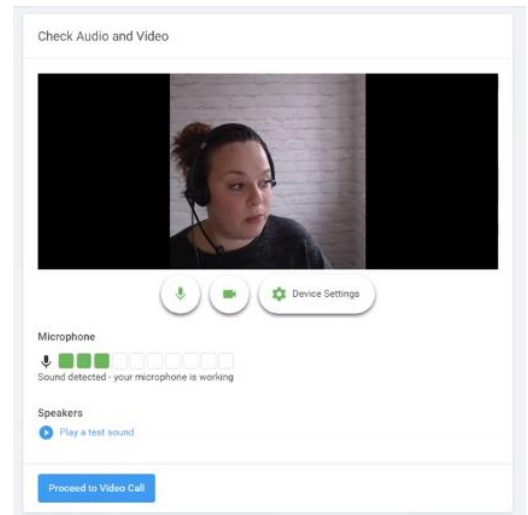 Check Audio and Video
Device Settings
Microphone
Sound detected - your microphone is working
Speakers
Play a test sound
Proceed to Video Call